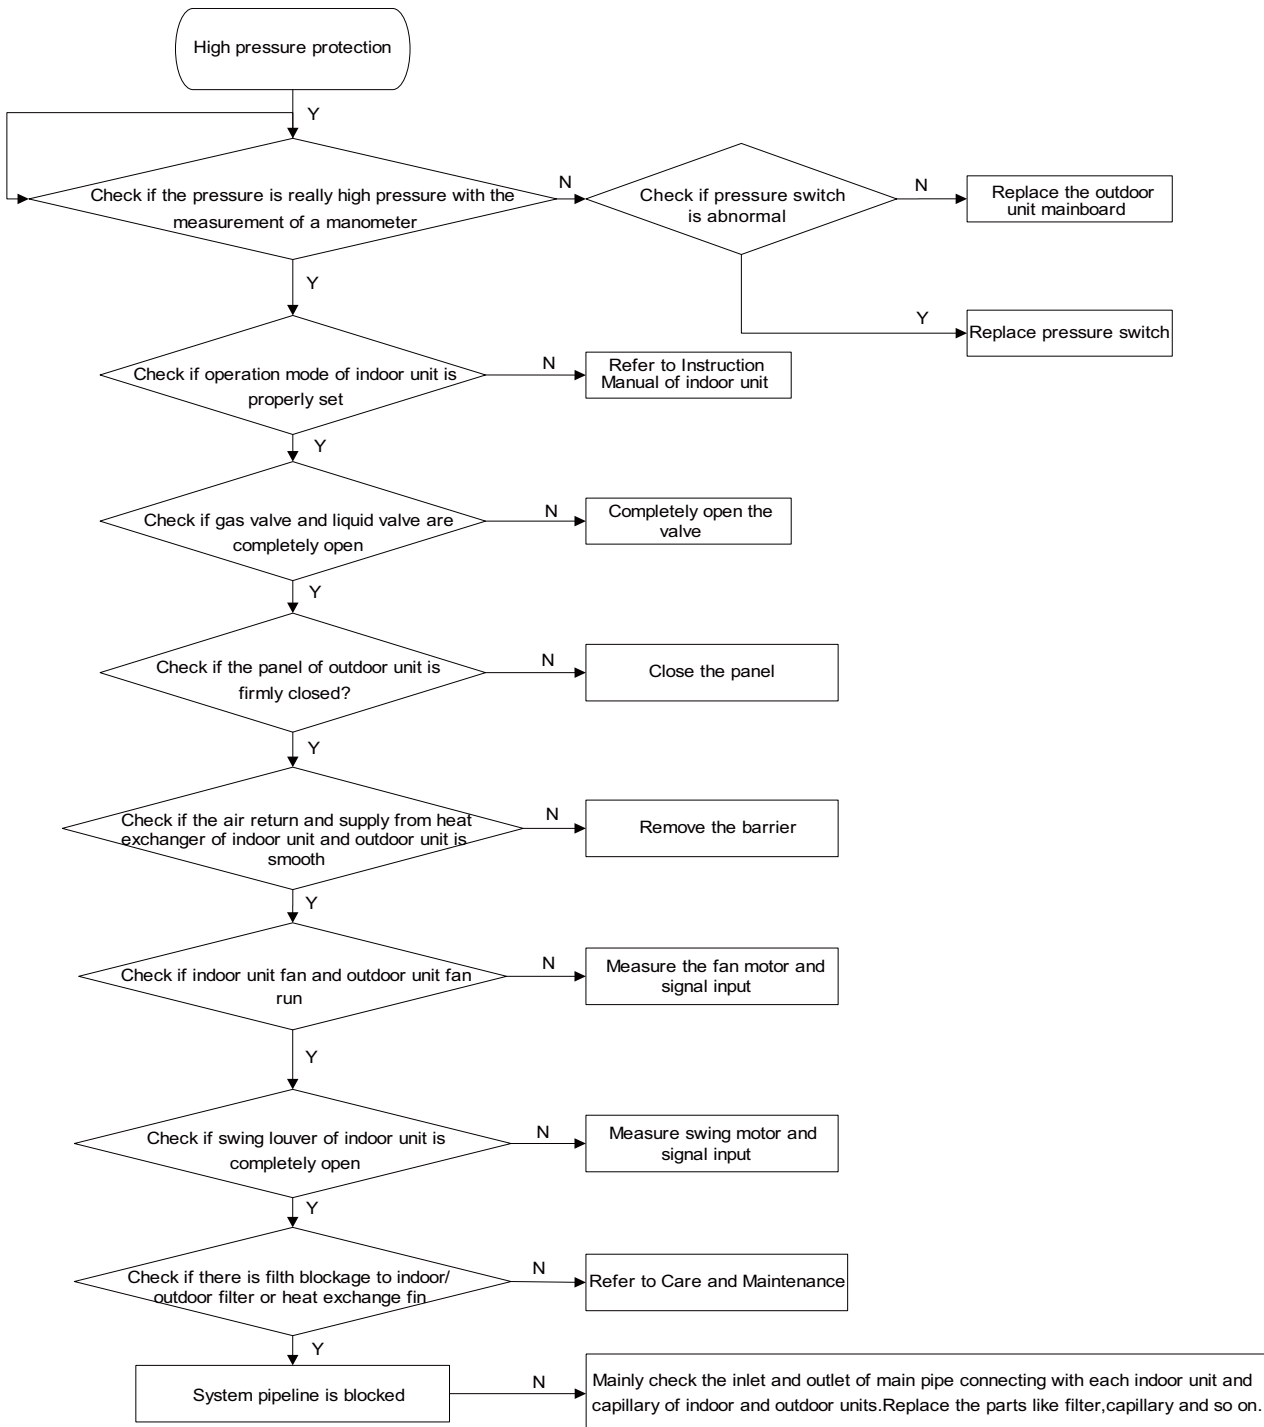 High pressure protection
Y
Check if the pressure is really high pressure with the
measurement of a manometer
N
Check if pressure switch
is abnormal
N
Replace the outdoor
unit mainboard
Y
Replace pressure switch
Y
Check if operation mode of indoor unit is
properly set
N
Refer to Instruction
Manual of indoor unit
Y
Check if gas valve and liquid valve are
completely open
N
Completely open the
valve
Y
Check if the panel of outdoor unit is
firmly closed?
N
Close the panel
Y
Check if the air return and supply from heat
exchanger of indoor unit and outdoor unit is
smooth
N
Remove the barrier
Y
Check if indoor unit fan and outdoor unit fan
run
N
Measure the fan motor and
signal input
Y
Check if swing louver of indoor unit is
completely open
N
Measure swing motor and
signal input
Y
Check if there is filth blockage to indoor/
outdoor filter or heat exchange fin
N
Refer to Care and Maintenance
Y
System pipeline is blocked
N
Mainly check the inlet and outlet of main pipe connecting with each indoor unit and
capillary of indoor and outdoor units.Replace the parts like filter,capillary and so on.